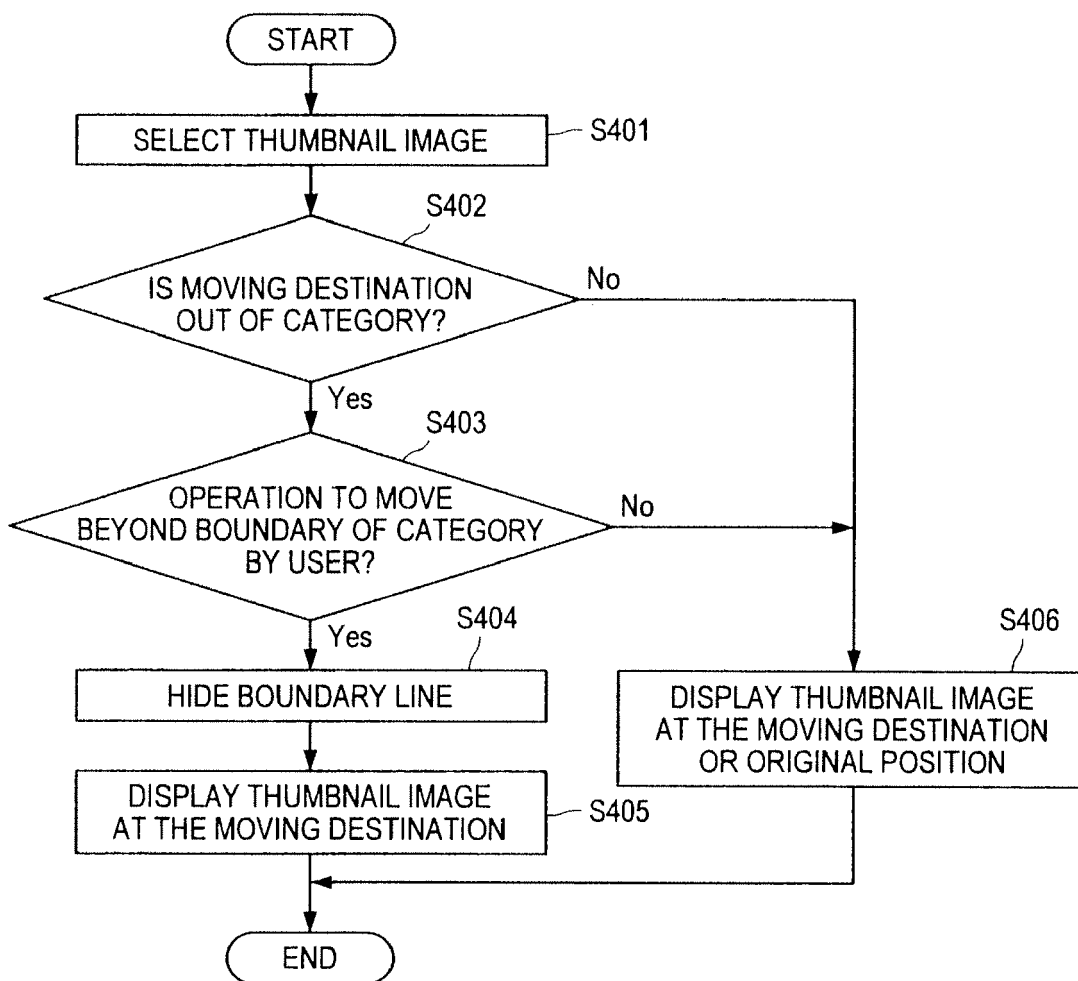 START
SELECT THUMBNAIL IMAGE
S401
S402
IS MOVING DESTINATION
OUT OF CATEGORY?
No
Yes
S403
OPERATION TO MOVE
BEYOND BOUNDARY OF CATEGORY
BY USER?
No
Yes
S404
HIDE BOUNDARY LINE
S406
DISPLAY THUMBNAIL IMAGE
AT THE MOVING DESTINATION
OR ORIGINAL POSITION
DISPLAY THUMBNAIL IMAGE
AT THE MOVING DESTINATION
S405
END